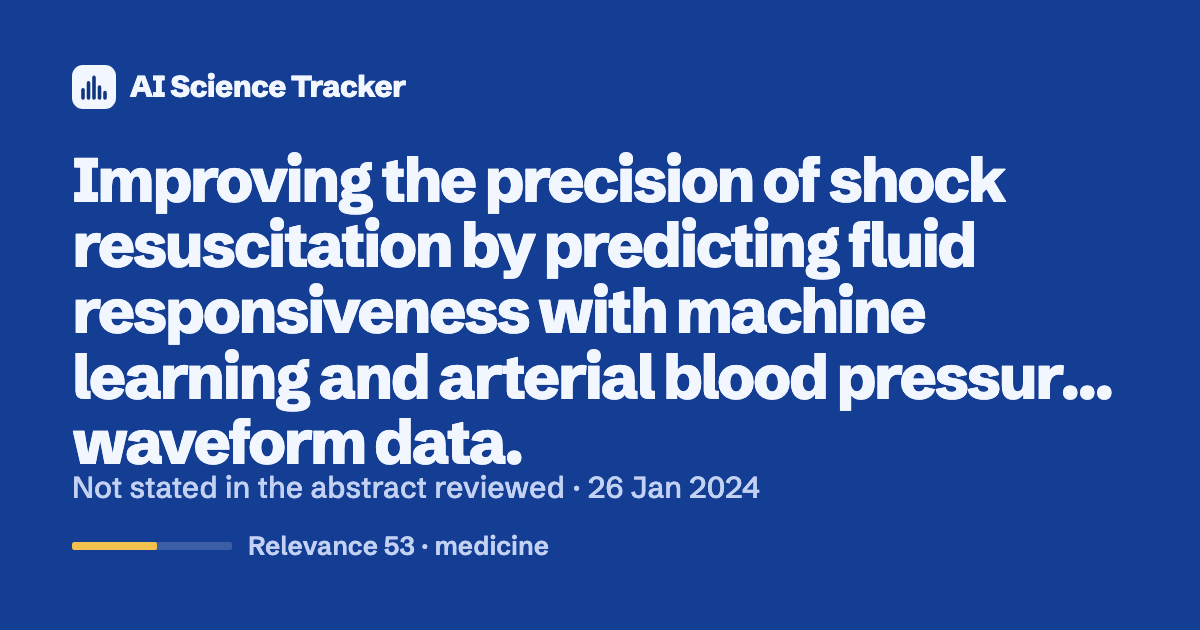 AI Science Tracker
Improving the precision of shock
resuscitation by predicting fluid
responsiveness with machine
learning and arterial blood pressur...
waveform data.
Not stated in the abstract reviewed · 26 Jan 2024
Relevance 53 · medicine